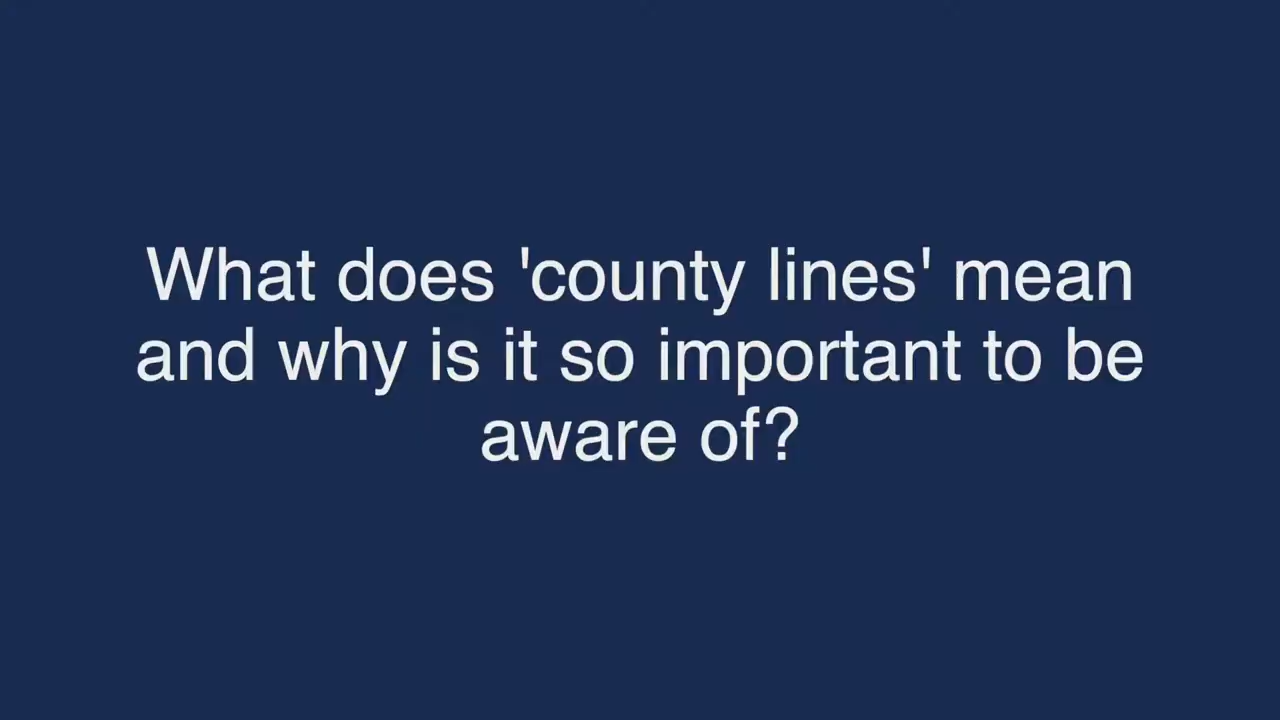 What does 'county lines' mean
and why is it so important to be
aware of?